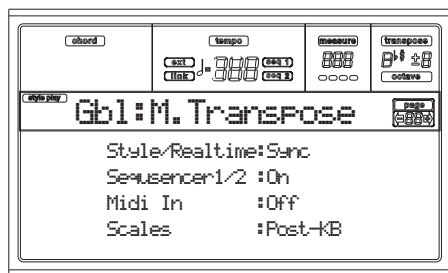 chord tempo measure transpose
ext seq 1
link seq 2
octave
style play Gbl:M.Transpose page
Style/Realtime:Sync
Sequsencer1/2 :On
Midi In :Off
Scales :Post-KB